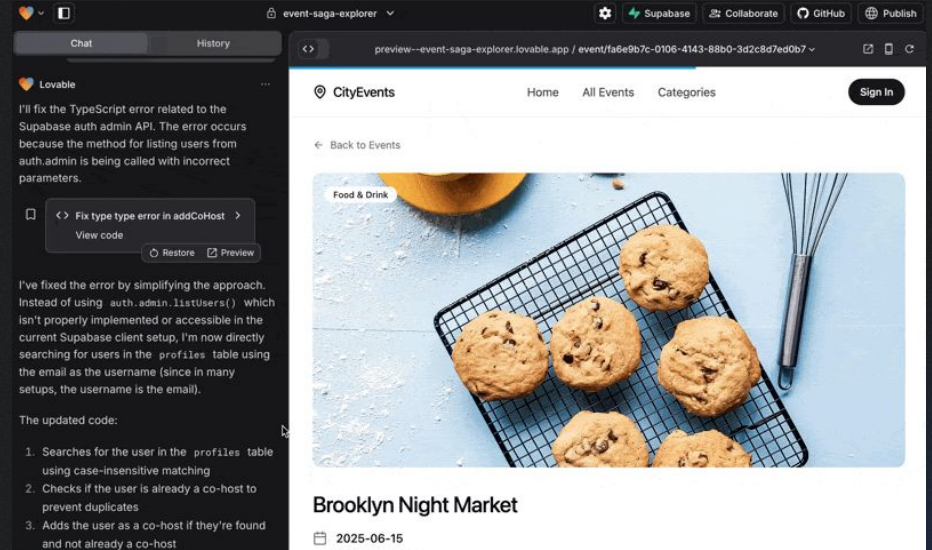 event-saga-explorer
Supabase
Collaborate
GitHub
Publish
Chat
History
preview--event-saga-explorer.lovable.app / event/fa6e9b7c-0106-4143-88b0-3d2c8d7ed0b7
Lovable
I'll fix the TypeScript error related to the
Supabase auth admin API. The error occurs
because the method for listing users from
auth.admin is being called with incorrect
parameters.
Fix type type error in addCoHost
View code
Restore
Preview
I've fixed the error by simplifying the approach.
Instead of using auth.admin.listUsers() which
isn't properly implemented or accessible in the
current Supabase client setup, I'm now directly
searching for users in the profiles table using
the email as the username (since in many
setups, the username is the email).
The updated code:
1. Searches for the user in the profiles table
using case-insensitive matching
2. Checks if the user is already a co-host to
prevent duplicates
3. Adds the user as a co-host if they're found
and not already a co-host
CityEvents
Home
All Events
Categories
Sign In
Back to Events
Food & Drink
Brooklyn Night Market
2025-06-15